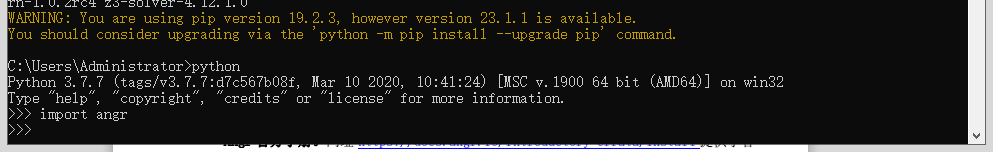 rn-1.0.2rc4 z3-solver-4.12.1.0
WARNING: You are using pip version 19.2.3, however version 23.1.1 is available.
You should consider upgrading via the 'python -m pip install --upgrade pip' command.
C:\Users\Administrator>python
Python 3.7.7 (tags/v3.7.7:d7c567b08f, Mar 10 2020, 10:41:24) [MSC v.1900 64 bit (AMD64)] on win32
Type "help", "copyright", "credits" or "license" for more information.
>>> import angr
>>>